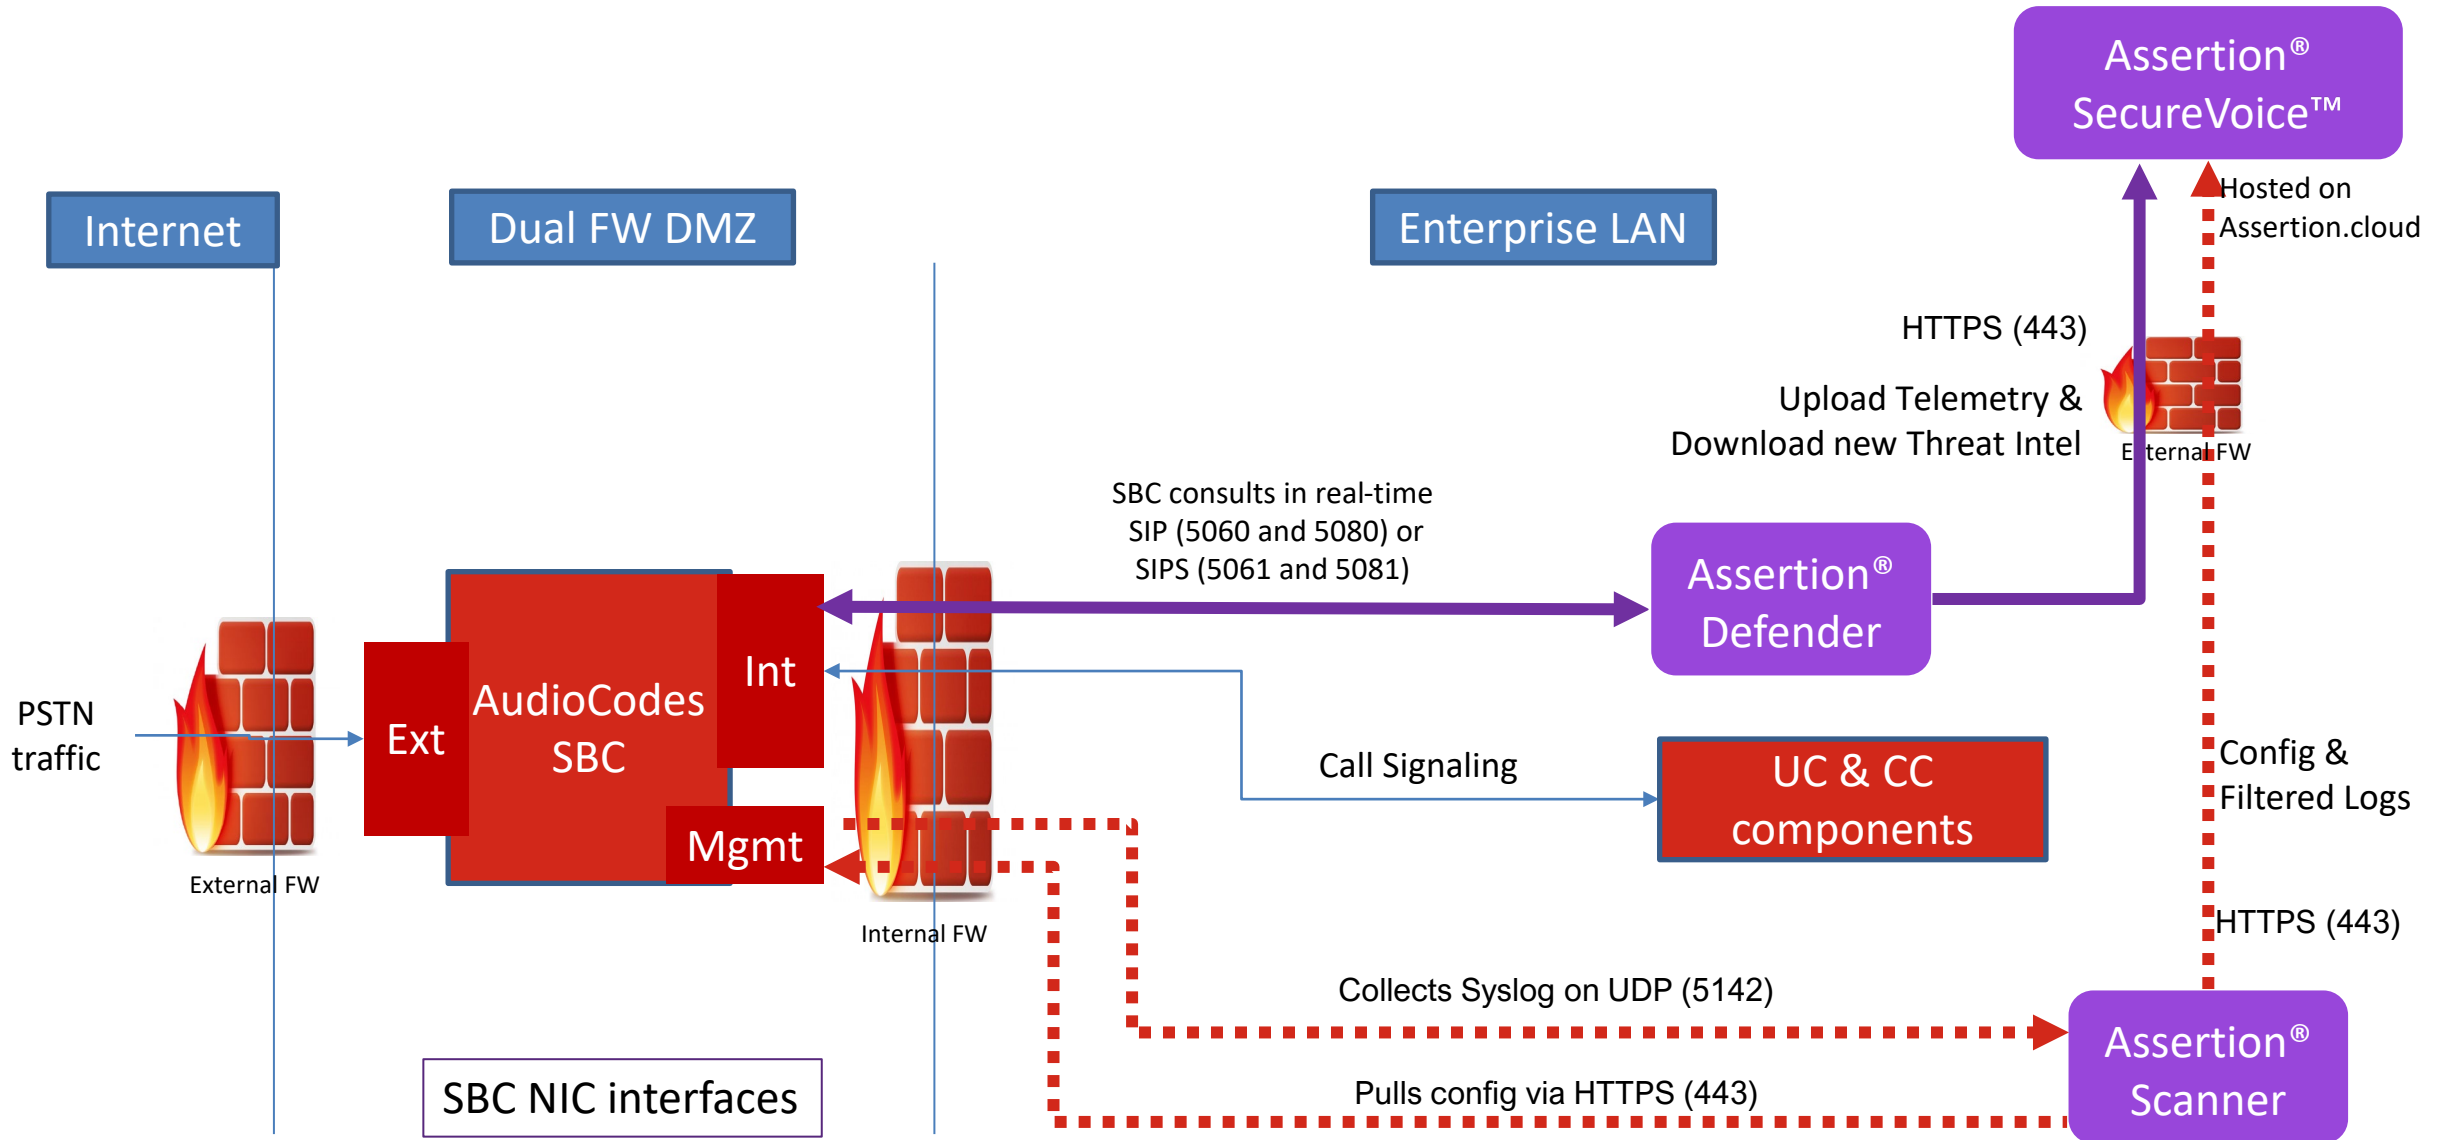 Assertion®
SecureVoice™
Hosted on
Assertion.cloud
Internet
Dual FW DMZ
Enterprise LAN
HTTPS (443)
Upload Telemetry &
Download new Threat Intel
External FW
SBC consults in real-time
SIP (5060 and 5080) or
SIPS (5061 and 5081)
Assertion®
Defender
PSTN
traffic
External FW
Ext
AudioCodes
SBC
Int
Mgmt
Internal FW
Call Signaling
UC & CC
components
Config &
Filtered Logs
HTTPS (443)
Collects Syslog on UDP (5142)
Pulls config via HTTPS (443)
Assertion®
Scanner
SBC NIC interfaces